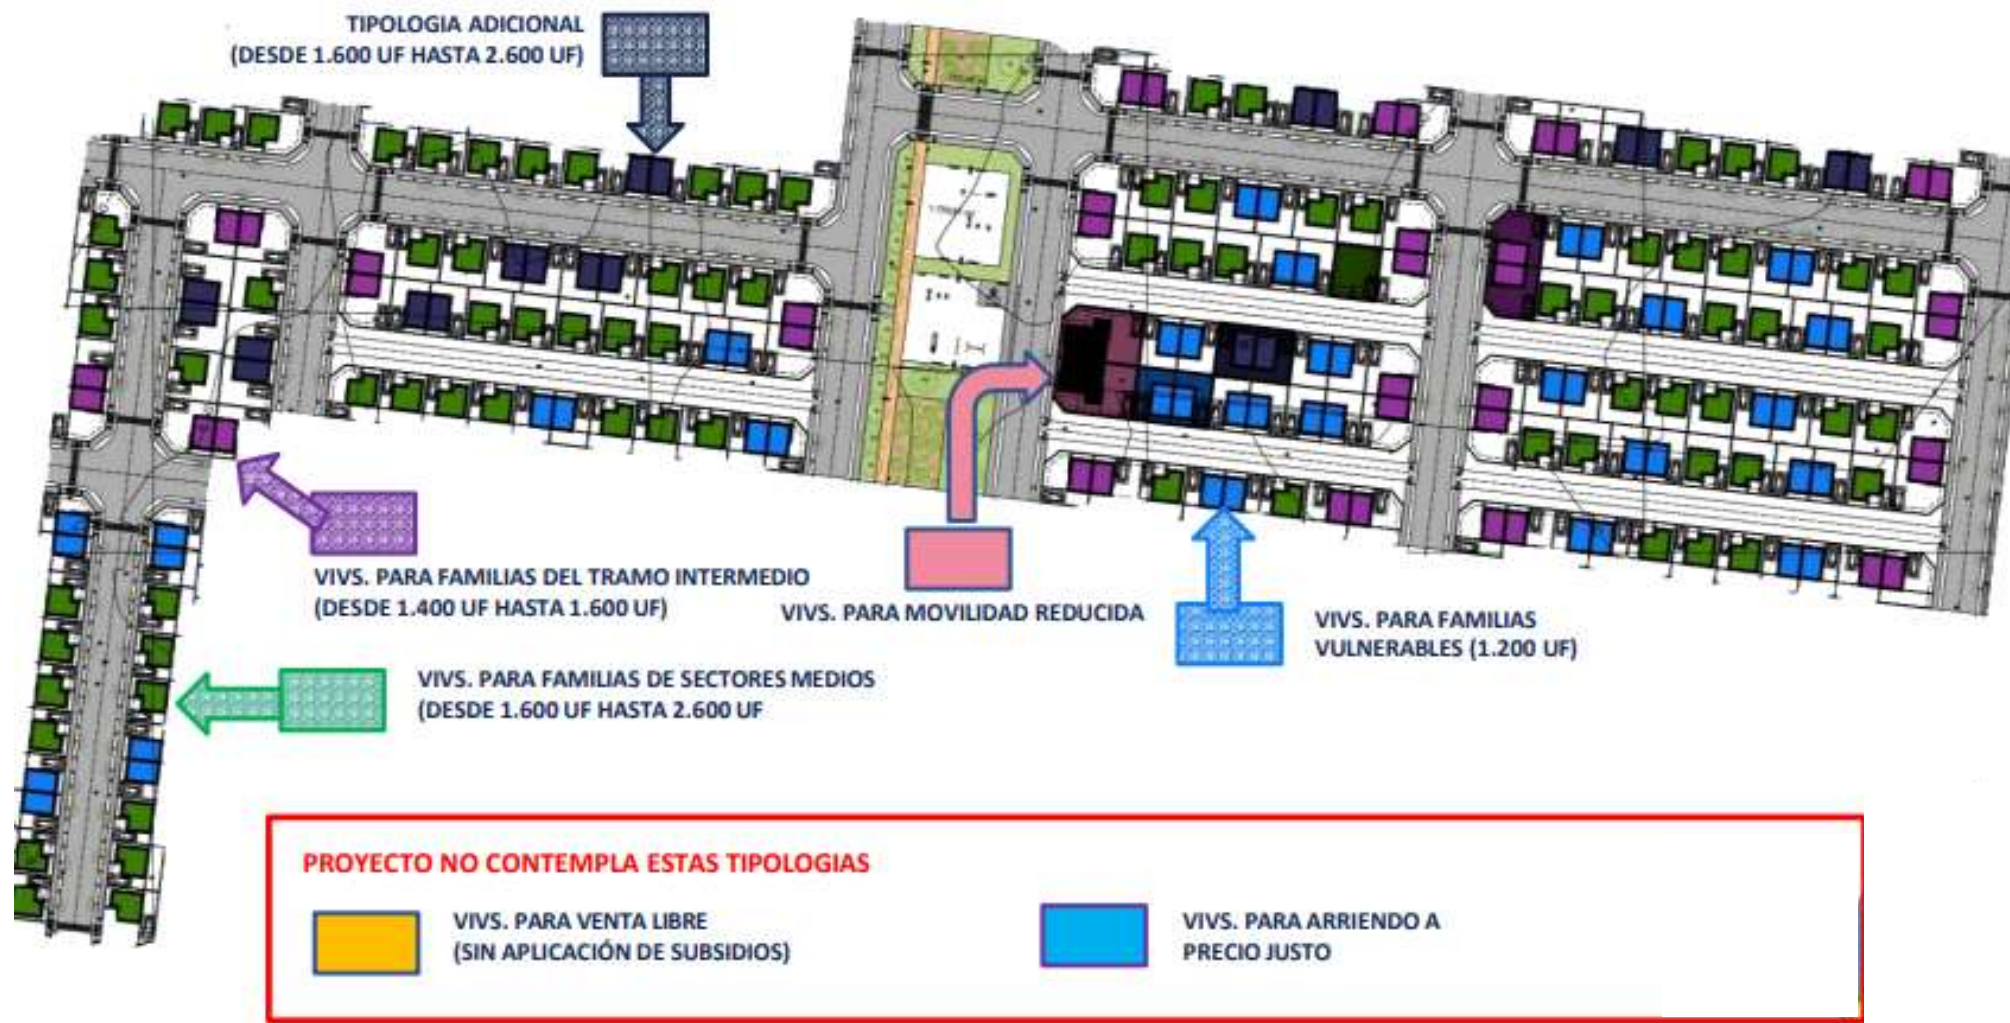 TIPOLOGIA ADICIONAL
(DESDE 1.600 UF HASTA 2.600 UF)
VIVS. PARA FAMILIAS DEL TRAMO INTERMEDIO
(DESDE 1.400 UF HASTA 1.600 UF)
VIVS. PARA MOVILIDAD REDUCIDA
VIVS. PARA FAMILIAS
VULNERABLES (1.200 UF)
VIVS. PARA FAMILIAS DE SECTORES MEDIOS
(DESDE 1.600 UF HASTA 2.600 UF
PROYECTO NO CONTEMPLA ESTAS TIPOLOGIAS
VIVS. PARA VENTA LIBRE
(SIN APLICACIÓN DE SUBSIDIOS)
VIVS. PARA ARRIENDO A
PRECIO JUSTO